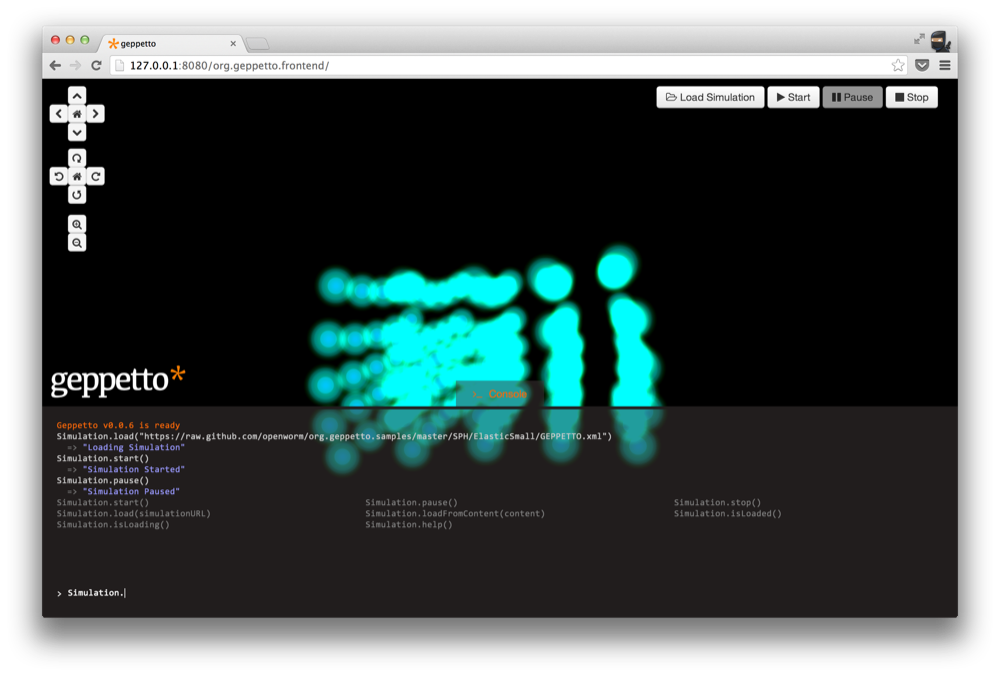 geppetto
127.0.0.1:8080/org.geppetto.frontend/
Load Simulation Start Pause Stop
geppetto*
>_ Console
Geppetto v0.0.6 is ready
Simulation.load("https://raw.github.com/openworm/org.geppetto.samples/master/SPH/ElasticSmall/GEPPETTO.xml")
=> "Loading Simulation"
Simulation.start()
=> "Simulation Started"
Simulation.pause()
=> "Simulation Paused"
Simulation.start() Simulation.pause() Simulation.stop()
Simulation.load(simulationURL) Simulation.loadFromContent(content) Simulation.isLoaded()
Simulation.isLoading() Simulation.help()
> Simulation.